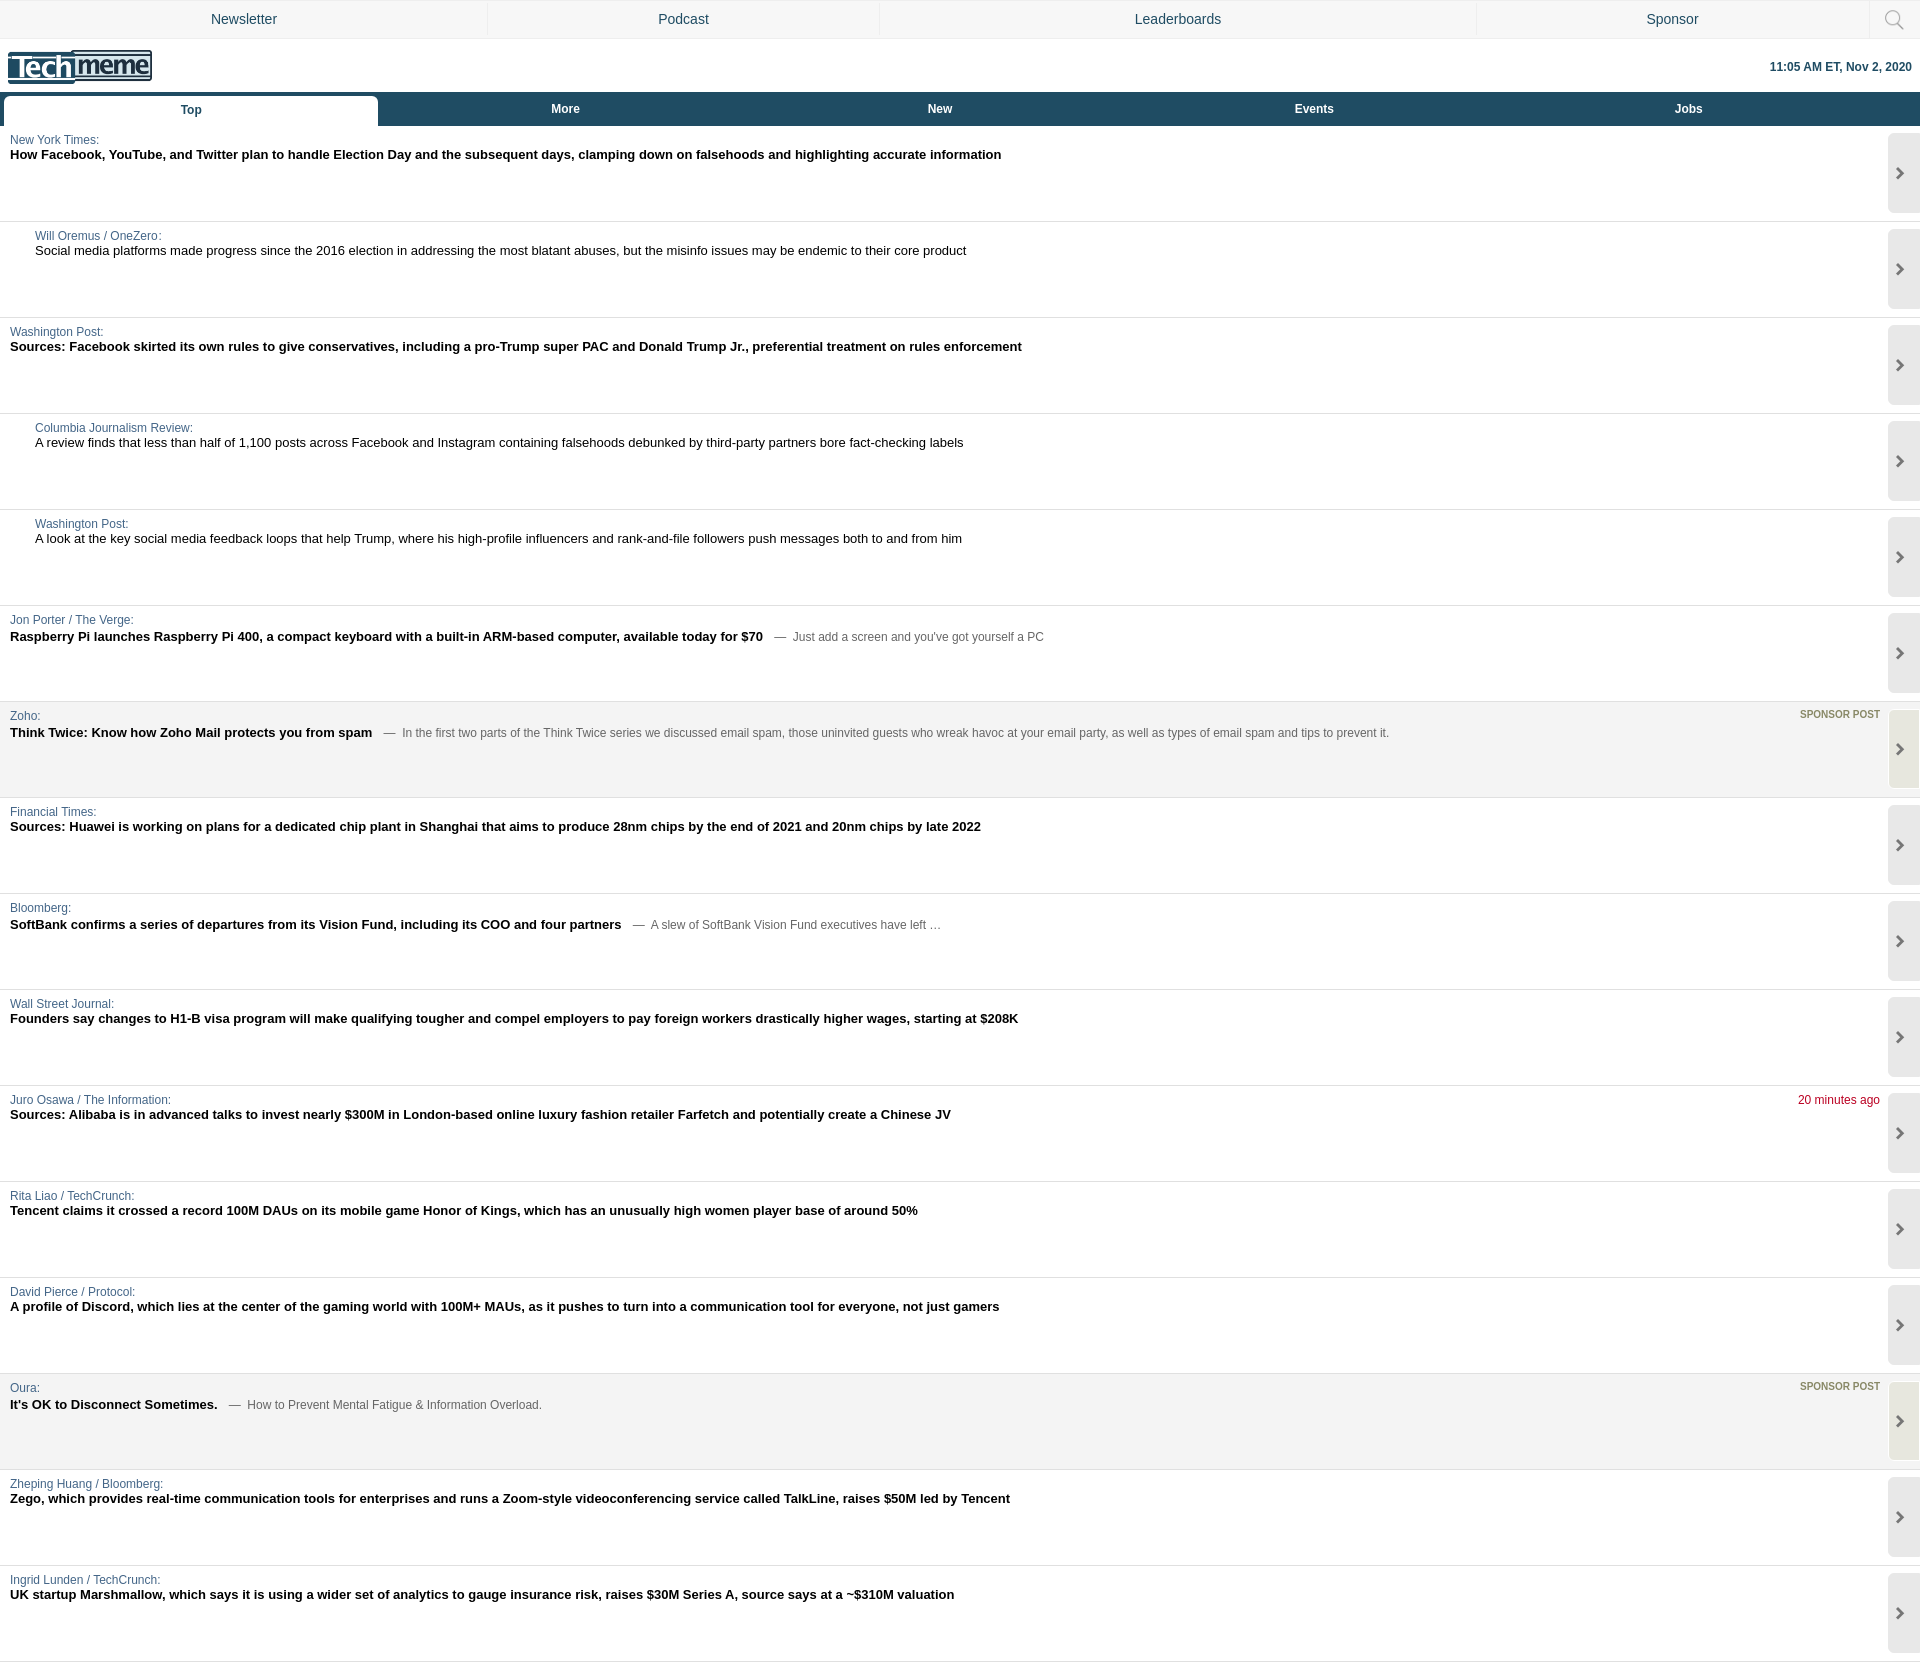 Newsletter
Podcast
Leaderboards
Sponsor
Techmeme
11:05 AM ET, Nov 2, 2020
Top
More
New
Events
Jobs
New York Times:
How Facebook, YouTube, and Twitter plan to handle Election Day and the subsequent days, clamping down on falsehoods and highlighting accurate information
Will Oremus / OneZero:
Social media platforms made progress since the 2016 election in addressing the most blatant abuses, but the misinfo issues may be endemic to their core product
Washington Post:
Sources: Facebook skirted its own rules to give conservatives, including a pro-Trump super PAC and Donald Trump Jr., preferential treatment on rules enforcement
Columbia Journalism Review:
A review finds that less than half of 1,100 posts across Facebook and Instagram containing falsehoods debunked by third-party partners bore fact-checking labels
Washington Post:
A look at the key social media feedback loops that help Trump, where his high-profile influencers and rank-and-file followers push messages both to and from him
Jon Porter / The Verge:
Raspberry Pi launches Raspberry Pi 400, a compact keyboard with a built-in ARM-based computer, available today for $70 — Just add a screen and you've got yourself a PC
Zoho:
SPONSOR POST
Think Twice: Know how Zoho Mail protects you from spam — In the first two parts of the Think Twice series we discussed email spam, those uninvited guests who wreak havoc at your email party, as well as types of email spam and tips to prevent it.
Financial Times:
Sources: Huawei is working on plans for a dedicated chip plant in Shanghai that aims to produce 28nm chips by the end of 2021 and 20nm chips by late 2022
Bloomberg:
SoftBank confirms a series of departures from its Vision Fund, including its COO and four partners — A slew of SoftBank Vision Fund executives have left …
Wall Street Journal:
Founders say changes to H1-B visa program will make qualifying tougher and compel employers to pay foreign workers drastically higher wages, starting at $208K
Juro Osawa / The Information:
20 minutes ago
Sources: Alibaba is in advanced talks to invest nearly $300M in London-based online luxury fashion retailer Farfetch and potentially create a Chinese JV
Rita Liao / TechCrunch:
Tencent claims it crossed a record 100M DAUs on its mobile game Honor of Kings, which has an unusually high women player base of around 50%
David Pierce / Protocol:
A profile of Discord, which lies at the center of the gaming world with 100M+ MAUs, as it pushes to turn into a communication tool for everyone, not just gamers
Oura:
SPONSOR POST
It's OK to Disconnect Sometimes. — How to Prevent Mental Fatigue & Information Overload.
Zheping Huang / Bloomberg:
Zego, which provides real-time communication tools for enterprises and runs a Zoom-style videoconferencing service called TalkLine, raises $50M led by Tencent
Ingrid Lunden / TechCrunch:
UK startup Marshmallow, which says it is using a wider set of analytics to gauge insurance risk, raises $30M Series A, source says at a ~$310M valuation